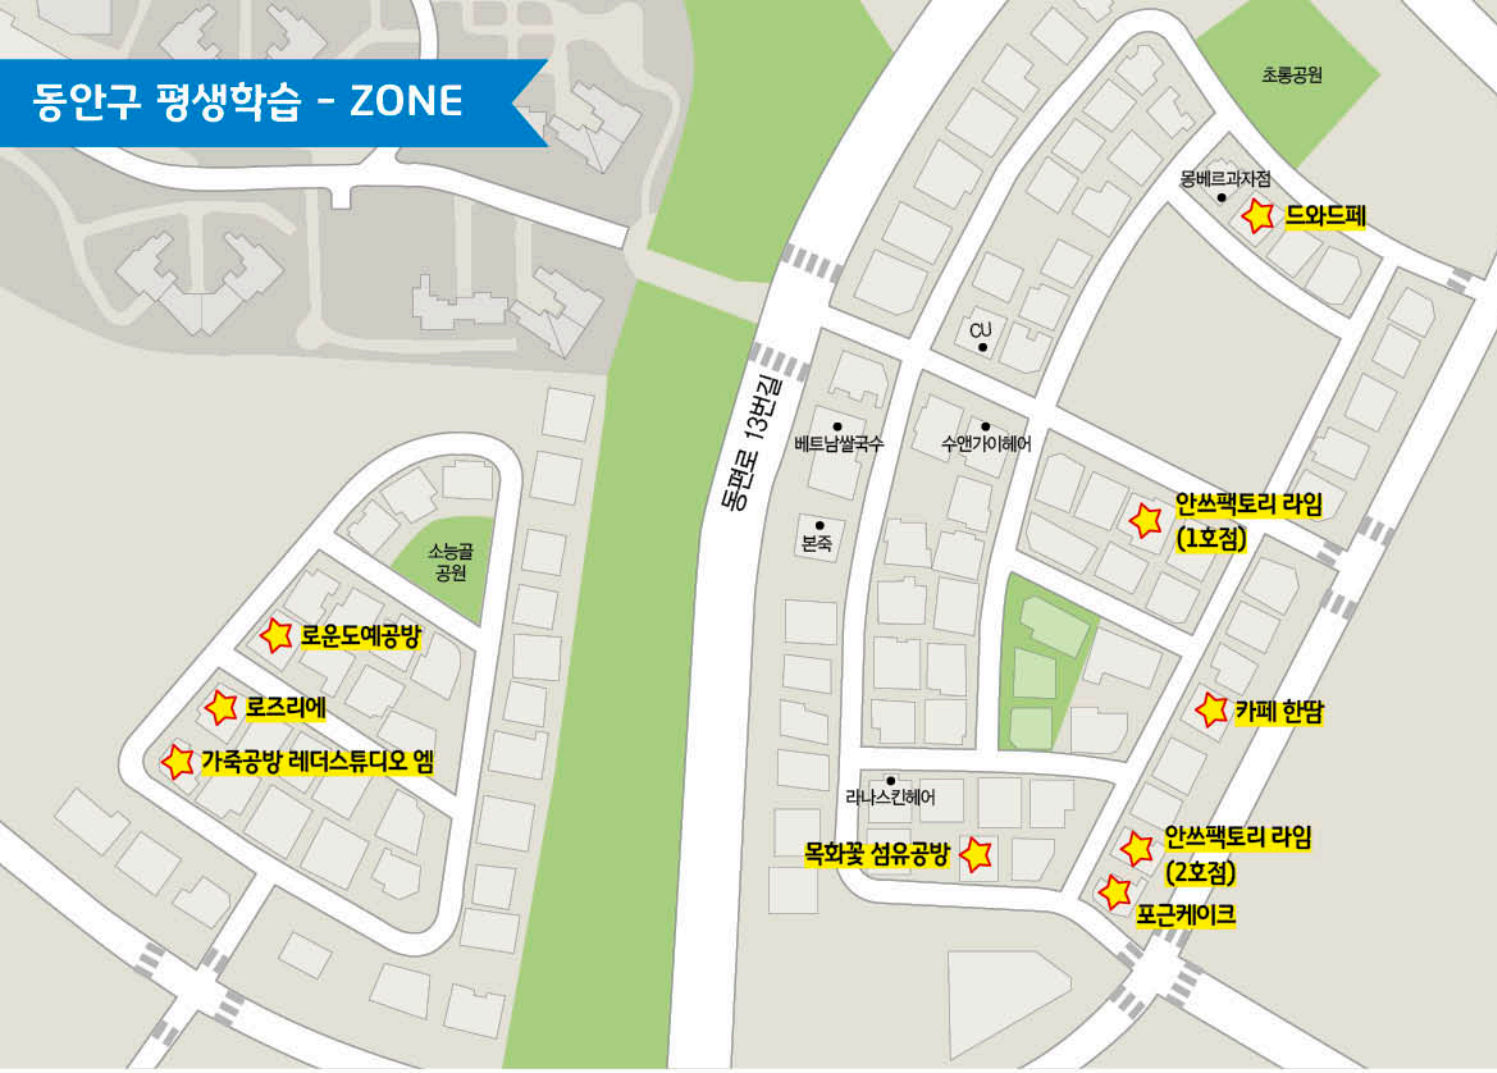 동안구 평생학습 - ZONE
초롱공원
몽베르과자점
드와드페
CU
동편로 13번길
베트남쌀국수
수앤가이헤어
안쓰팩토리 라임
(1호점)
본죽
소능골
공원
로운도예공방
로즈리에
카페 한땀
가죽공방 레더스튜디오 엠
라나스킨헤어
목화꽃 섬유공방
안쓰팩토리 라임
(2호점)
포근케이크